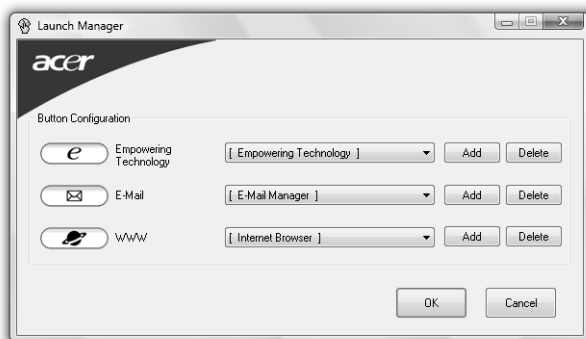 Launch Manager
acer
Button Configuration
e
Empowering
Technology
[ Empowering Technology ]
Add
Delete
E-Mail
[ E-Mail Manager ]
Add
Delete
WWW
[ Internet Browser ]
Add
Delete
OK
Cancel